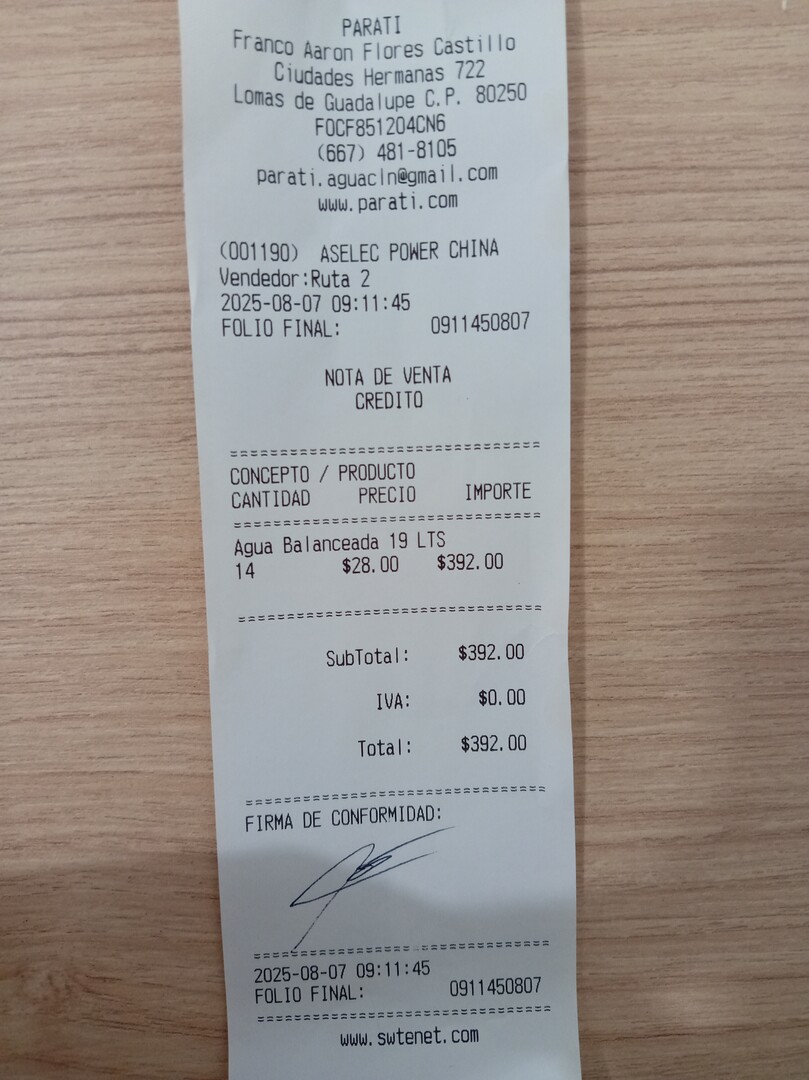 PARATI
Franco Aaron Flores Castillo
Ciudades Hermanas 722
Lomas de Guadalupe C.P. 80250
FOCF851204CN6
(667) 481-8105
parati.aguacln@gmail.com
www.parati.com
(001190) ASELEC POWER CHINA
Vendedor:Ruta 2
2025-08-07 09:11:45
FOLIO FINAL: 0911450807
NOTA DE VENTA
CREDITO
================================
CONCEPTO / PRODUCTO
CANTIDAD PRECIO IMPORTE
================================
Agua Balanceada 19 LTS
14 $28.00 $392.00
================================
SubTotal: $392.00
IVA: $0.00
Total: $392.00
================================
FIRMA DE CONFORMIDAD:
================================
2025-08-07 09:11:45
FOLIO FINAL: 0911450807
================================
www.swtenet.com